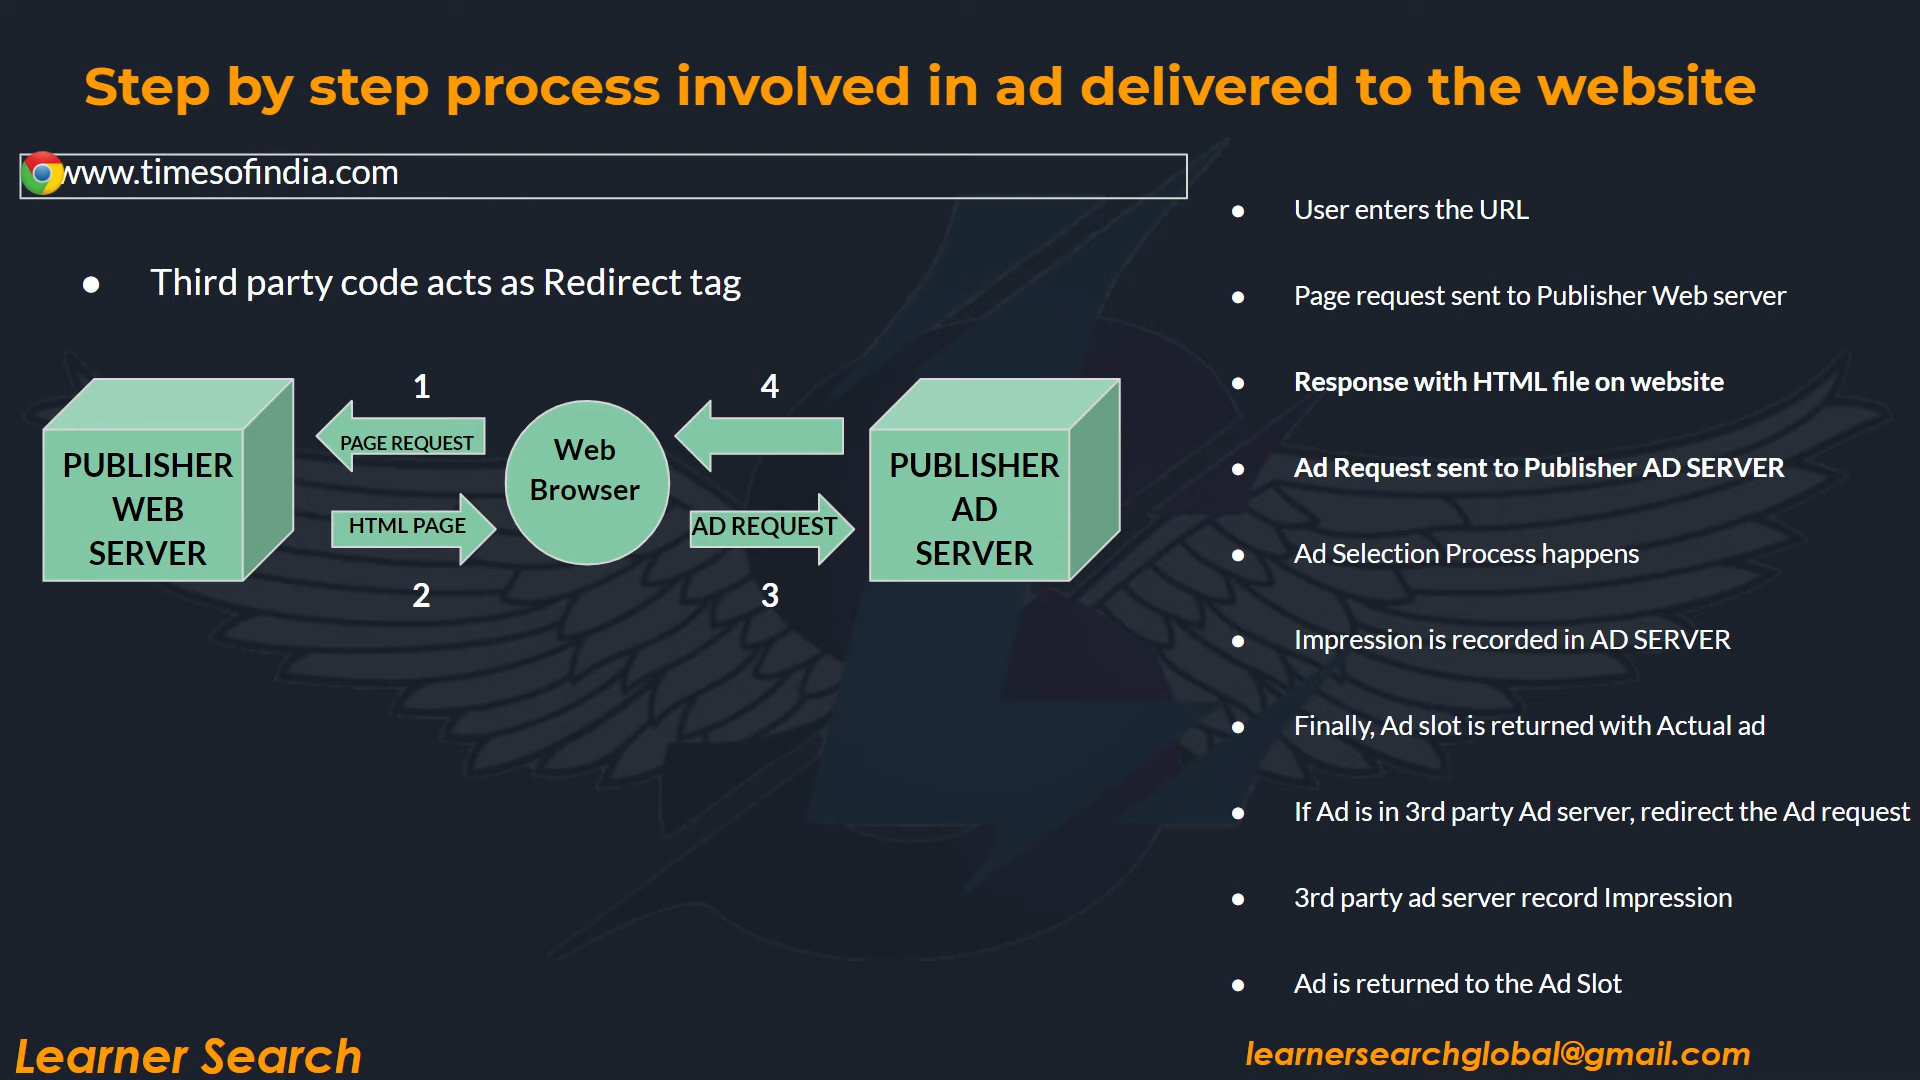 Step by step process involved in ad delivered to the website
www.timesofindia.com
● Third party code acts as Redirect tag
1
4
PAGE REQUEST
Web
Browser
PUBLISHER
WEB
SERVER
PUBLISHER
AD
SERVER
HTML PAGE
AD REQUEST
2
3
● User enters the URL
● Page request sent to Publisher Web server
● Response with HTML file on website
● Ad Request sent to Publisher AD SERVER
● Ad Selection Process happens
● Impression is recorded in AD SERVER
● Finally, Ad slot is returned with Actual ad
● If Ad is in 3rd party Ad server, redirect the Ad request
● 3rd party ad server record Impression
● Ad is returned to the Ad Slot
Learner Search
learnersearchglobal@gmail.com